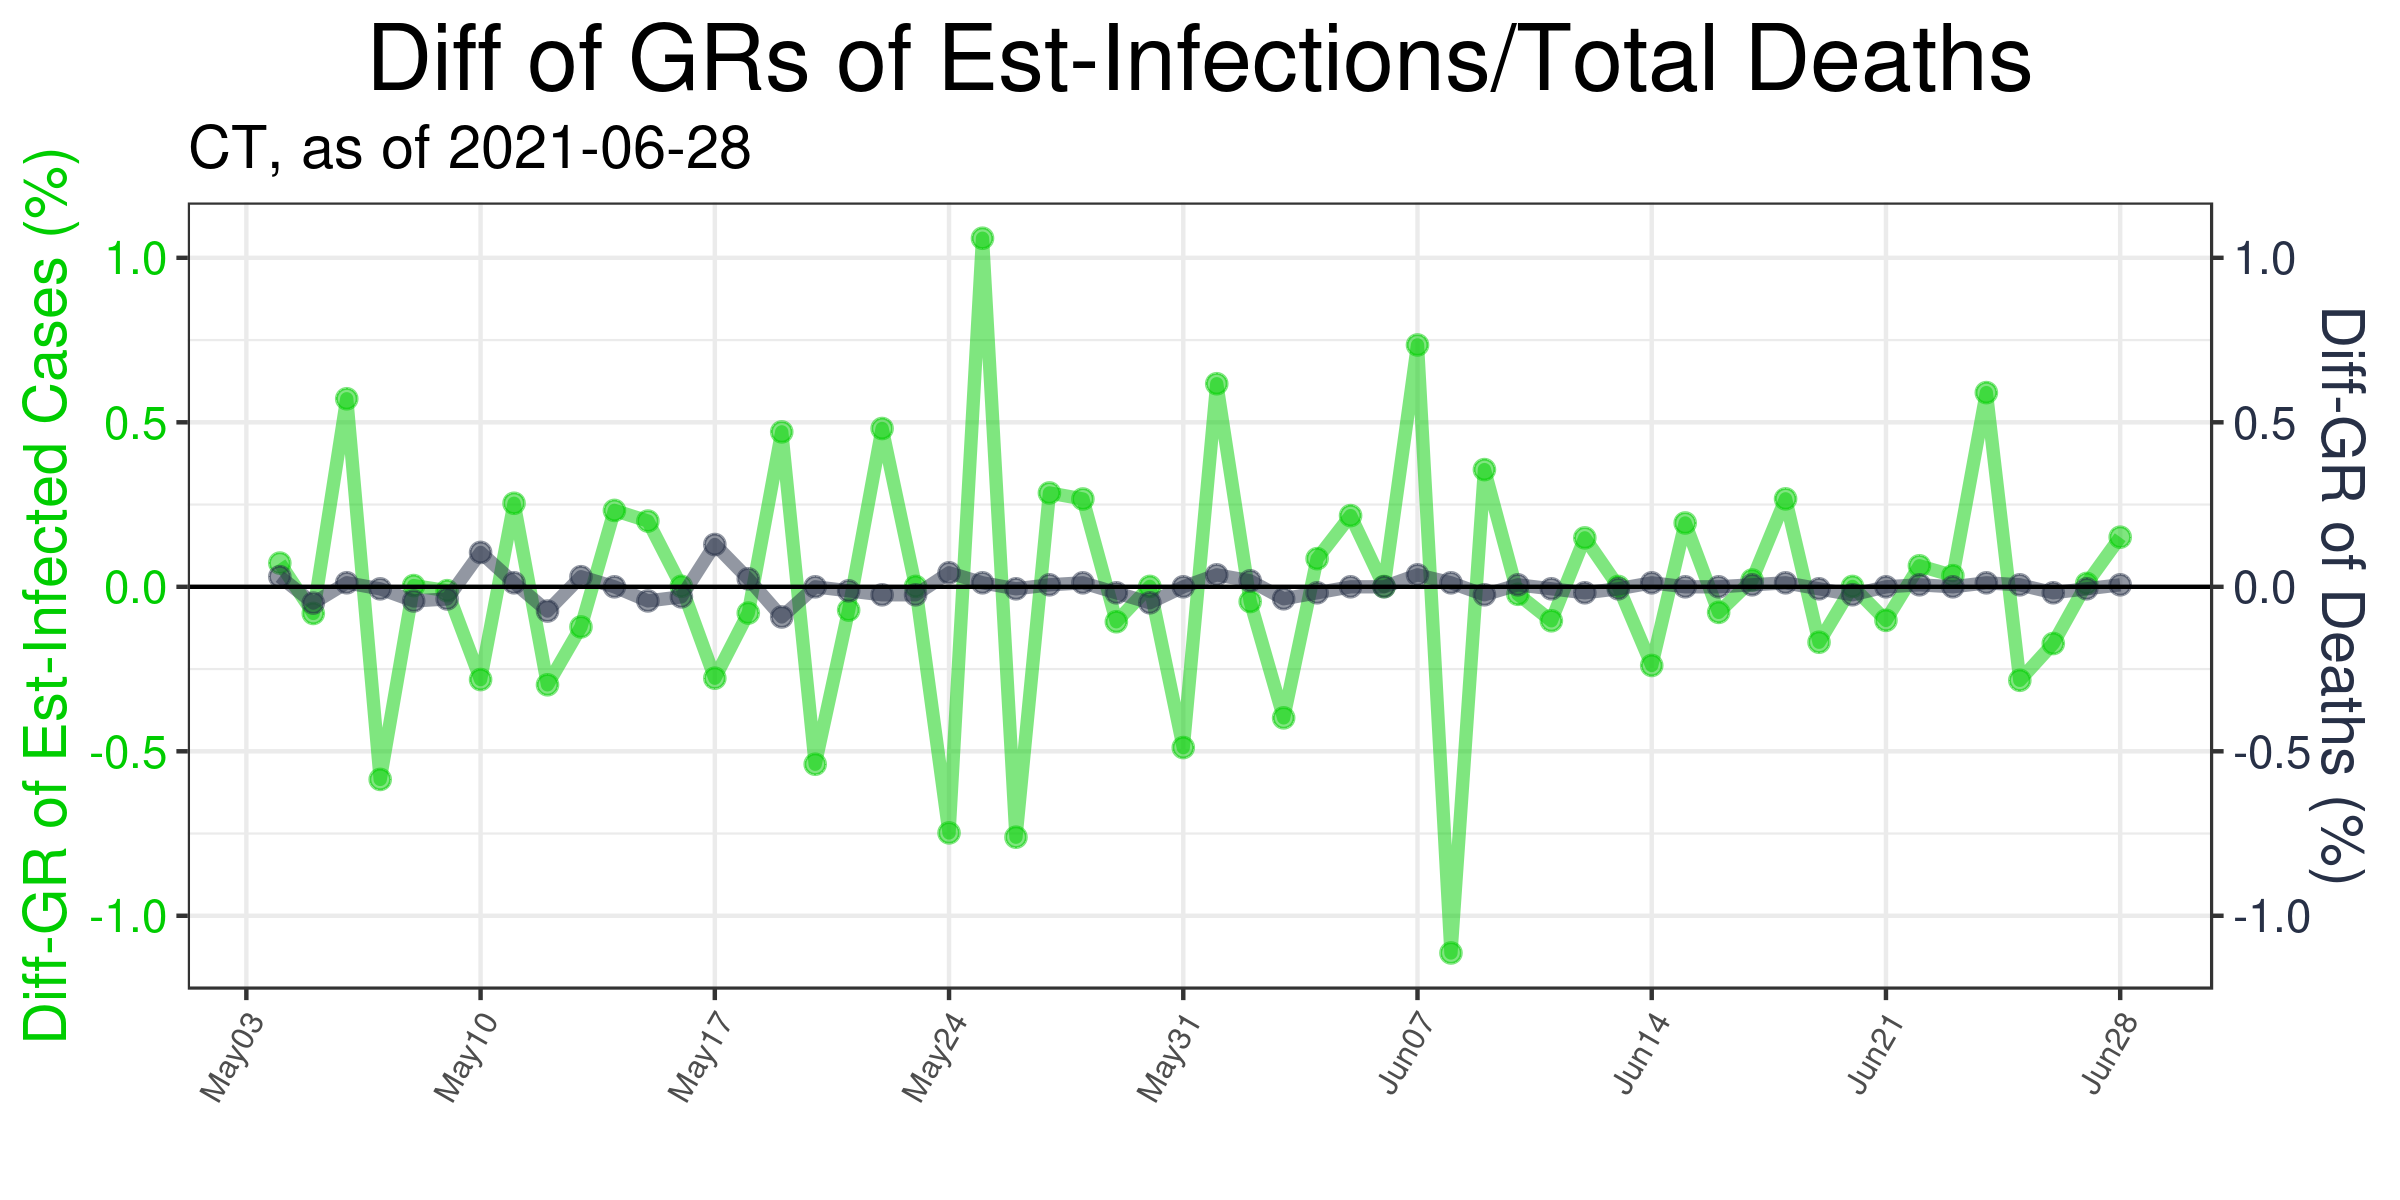 Diff of GRs of Est-Infections/Total Deaths
CT, as of 2021-06-28
Diff-GR of Est-Infected Cases (%)
1.0
0.5
0.0
-0.5
-1.0
1.0
0.5
0.0
-0.5
-1.0
Diff-GR of Deaths (%)
May03
May10
May17
May24
May31
Jun07
Jun14
Jun21
Jun28